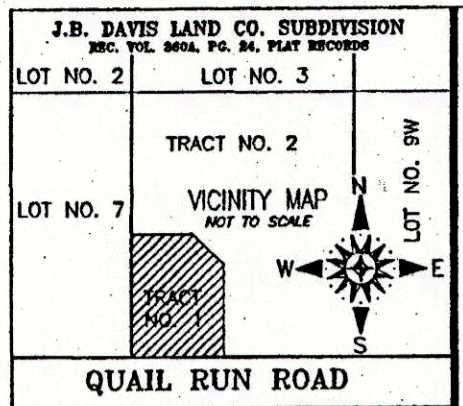 J.B. DAVIS LAND CO. SUBDIVISION
REC. VOL. 360A, PG. 24, PLAT RECORDS
LOT NO. 2
LOT NO. 3
TRACT NO. 2
LOT NO. 9W
VICINITY MAP
NOT TO SCALE
LOT NO. 7
N
W
E
S
TRACT
NO. 1
QUAIL RUN ROAD